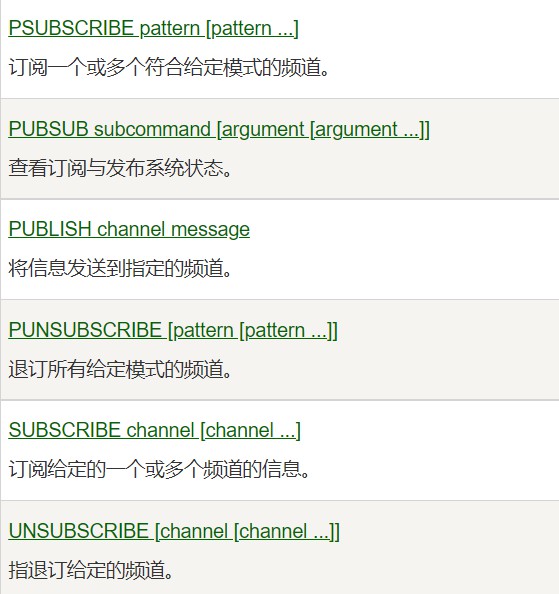 PSUBSCRIBE pattern [pattern ...]
订阅一个或多个符合给定模式的频道。
PUBSUB subcommand [argument [argument ...]]
查看订阅与发布系统状态。
PUBLISH channel message
将信息发送到指定的频道。
PUNSUBSCRIBE [pattern [pattern ...]]
退订所有给定模式的频道。
SUBSCRIBE channel [channel ...]
订阅给定的一个或多个频道的信息。
UNSUBSCRIBE [channel [channel ...]]
指退订给定的频道。